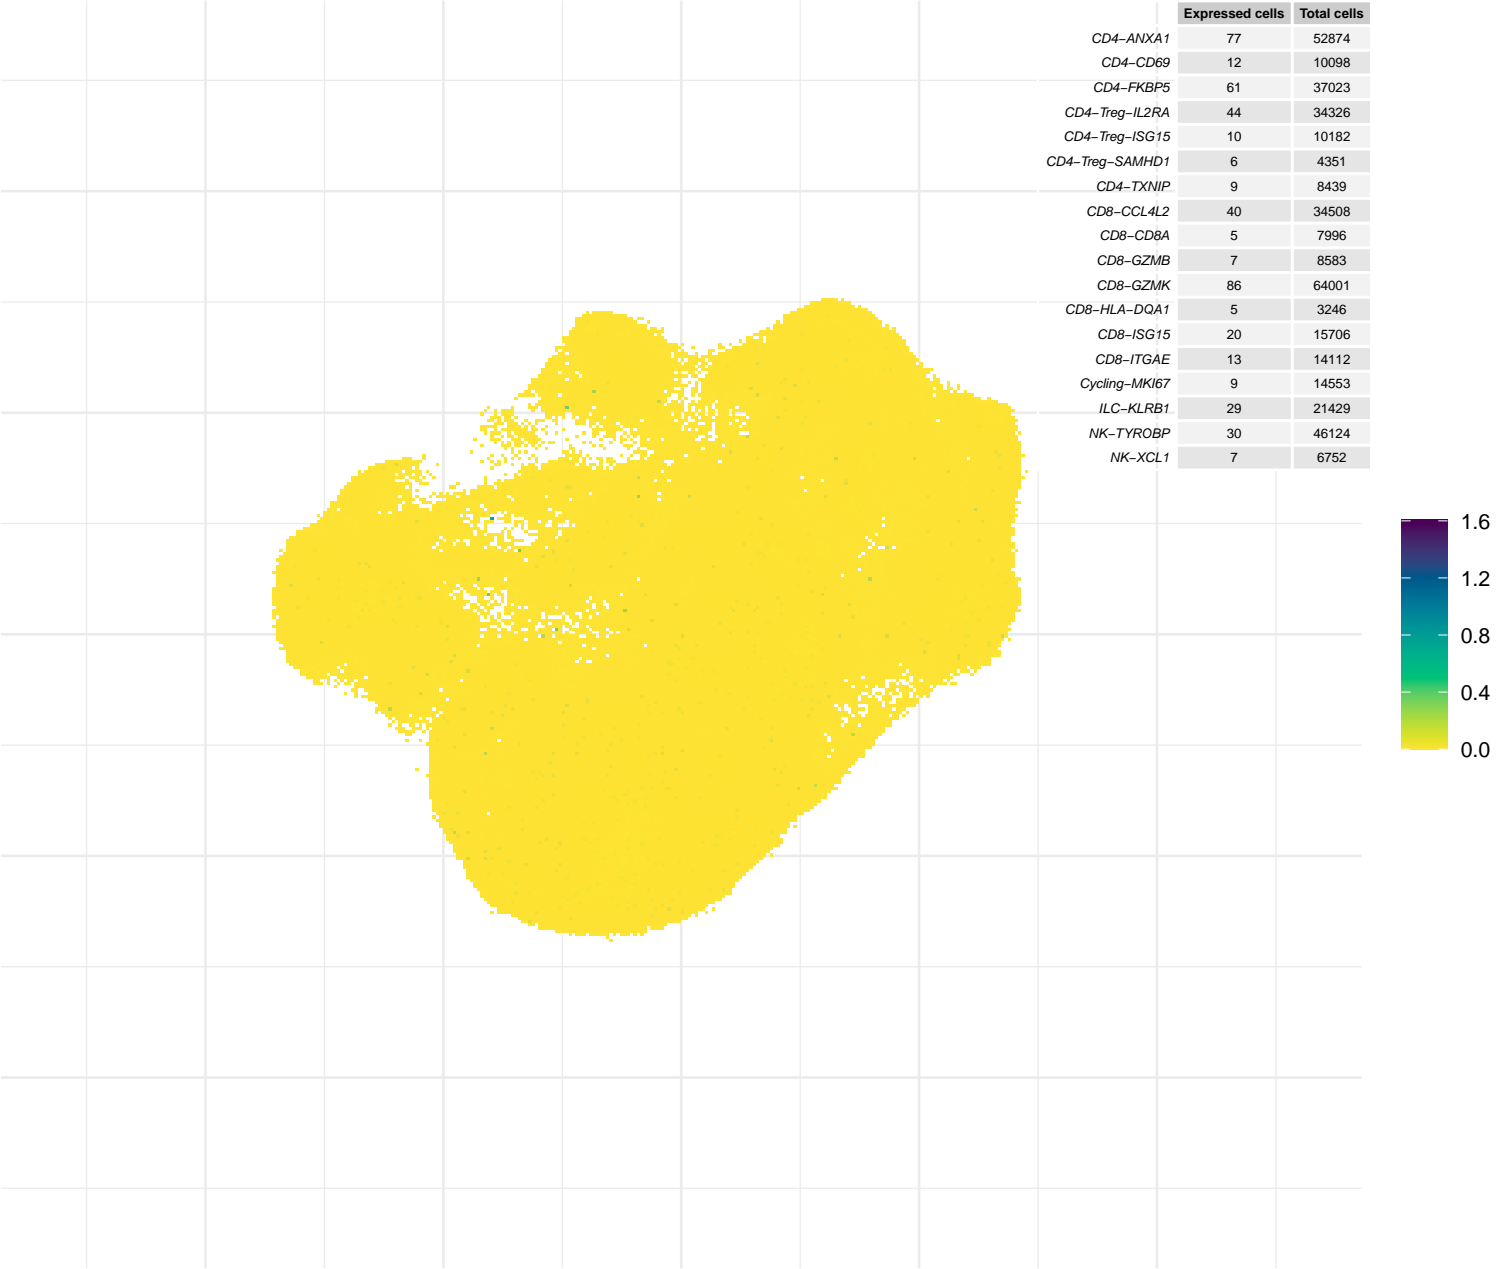 Expressed cells Total cells
CD4−ANXA1 77 52874
CD4−CD69 12 10098
CD4−FKBP5 61 37023
CD4−Treg−IL2RA 44 34326
CD4−Treg−ISG15 10 10182
CD4−Treg−SAMHD1 6 4351
CD4−TXNIP 9 8439
CD8−CCL4L2 40 34508
CD8−CD8A 5 7996
CD8−GZMB 7 8583
CD8−GZMK 86 64001
CD8−HLA−DQA1 5 3246
CD8−ISG15 20 15706
CD8−ITGAE 13 14112
Cycling−MKI67 9 14553
ILC−KLRB1 29 21429
NK−TYROBP 30 46124
NK−XCL1 7 6752
1.6
1.2
0.8
0.4
0.0